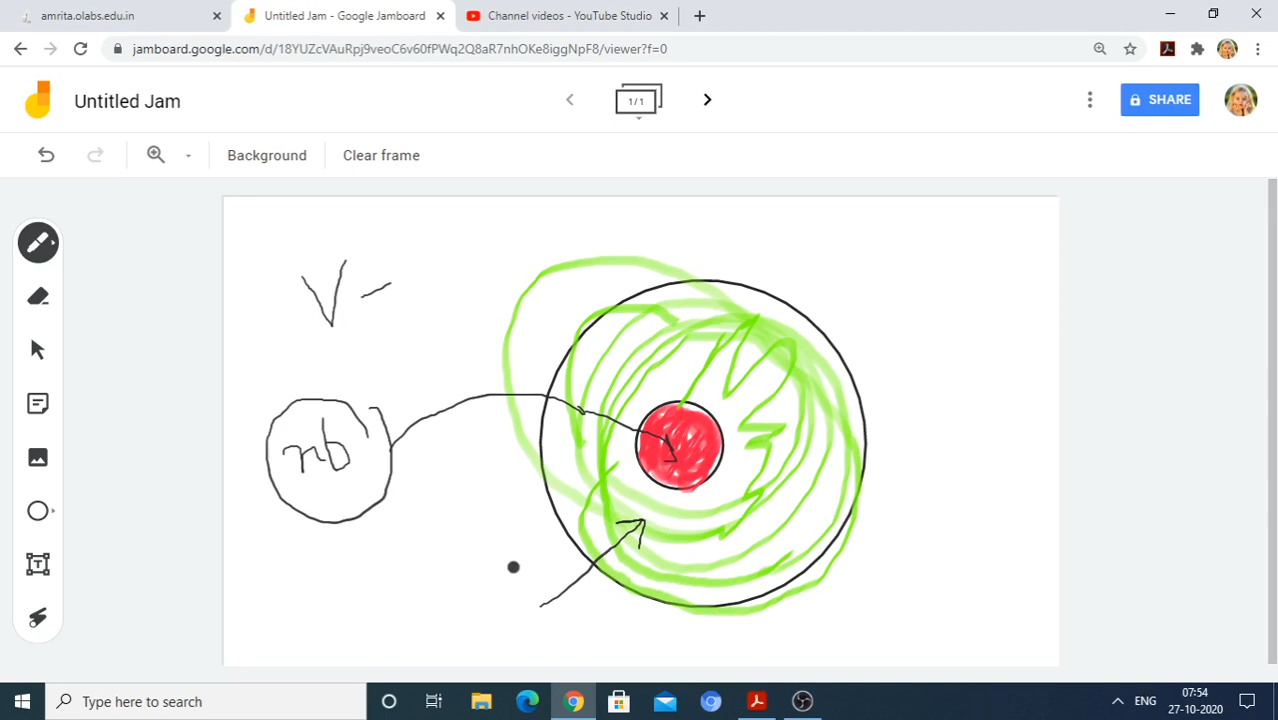 amrita.olabs.edu.in
Untitled Jam - Google Jamboard
Channel videos - YouTube Studio
jamboard.google.com/d/18YUZcVAuRpj9veoC6v60fPWq2Q8aR7nhOKe8iggNpF8/viewer?f=0
Untitled Jam
1/1
SHARE
Background
Clear frame
V -
nb
Type here to search
ENG
07:54
27-10-2020